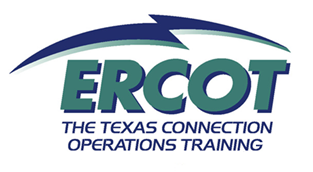 ERCOT
THE TEXAS CONNECTION
OPERATIONS TRAINING